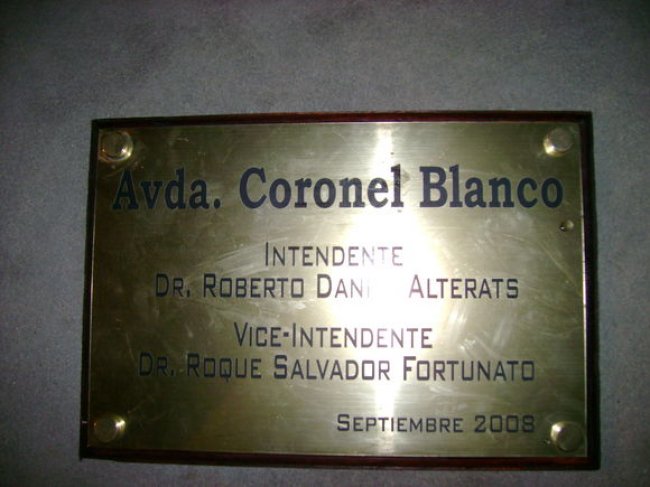 Avda. Coronel Blanco
INTENDENTE
DR. ROBERTO ALTERATS
VICE-INTENDENTE
DR. ROQUE SALVADOR FORTUNATO
SEPTIEMBRE 2008